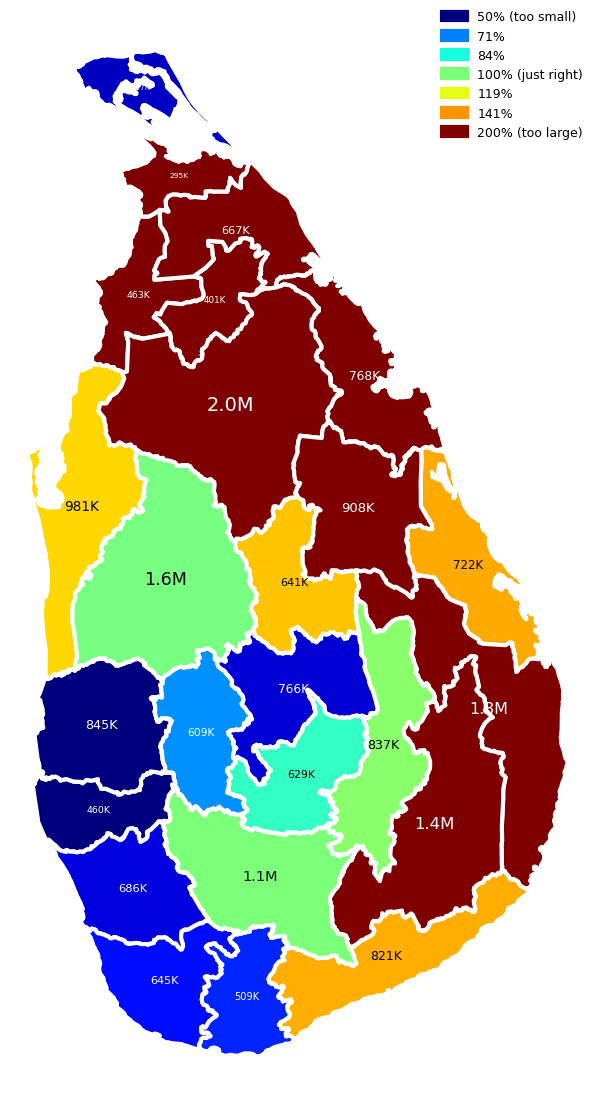 50% (too small)
71%
84%
100% (just right)
119%
141%
200% (too large)
295K
667K
463K
401K
768K
2.0M
981K
908K
722K
1.6M
641K
766K
1.3M
845K
609K
837K
629K
460K
1.4M
1.1M
686K
821K
645K
509K